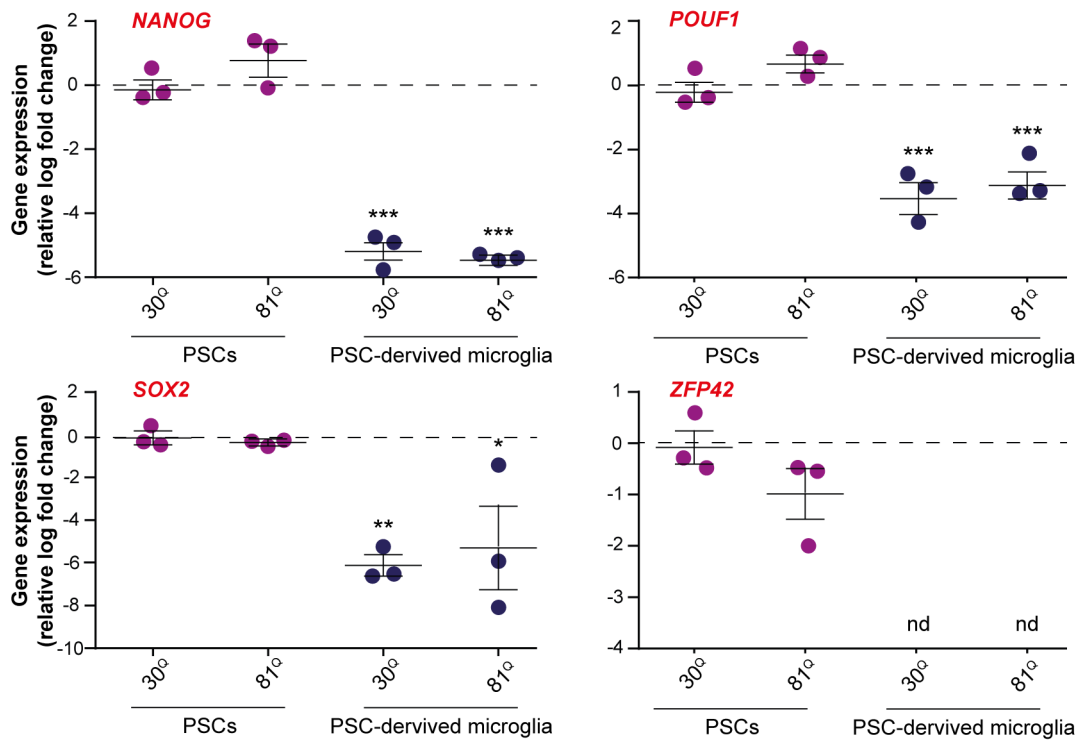 NANOG
Gene expression
(relative log fold change)
2
0
-2
-4
-6
***
***
30Q
81Q
30Q
81Q
PSCs
PSC-dervived microglia
POUF1
2
0
-2
-4
-6
***
***
30Q
81Q
30Q
81Q
PSCs
PSC-dervived microglia
SOX2
Gene expression
(relative log fold change)
2
0
-2
-4
-6
-8
-10
**
*
30Q
81Q
30Q
81Q
PSCs
PSC-dervived microglia
ZFP42
1
0
-1
-2
-3
-4
nd
nd
30Q
81Q
30Q
81Q
PSCs
PSC-dervived microglia